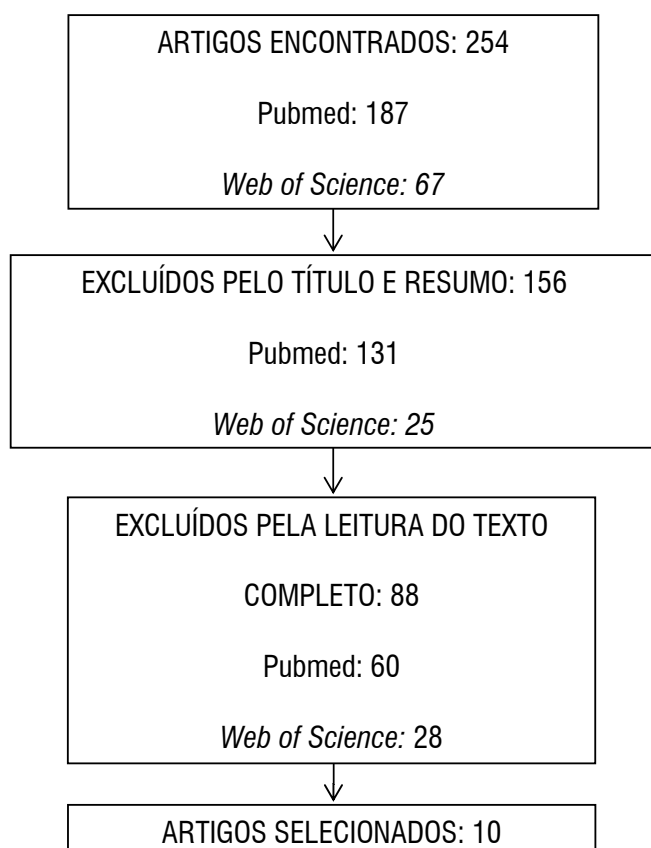 ARTIGOS ENCONTRADOS: 254
Pubmed: 187
Web of Science: 67
EXCLUÍDOS PELO TÍTULO E RESUMO: 156
Pubmed: 131
Web of Science: 25
EXCLUÍDOS PELA LEITURA DO TEXTO
COMPLETO: 88
Pubmed: 60
Web of Science: 28
ARTIGOS SELECIONADOS: 10